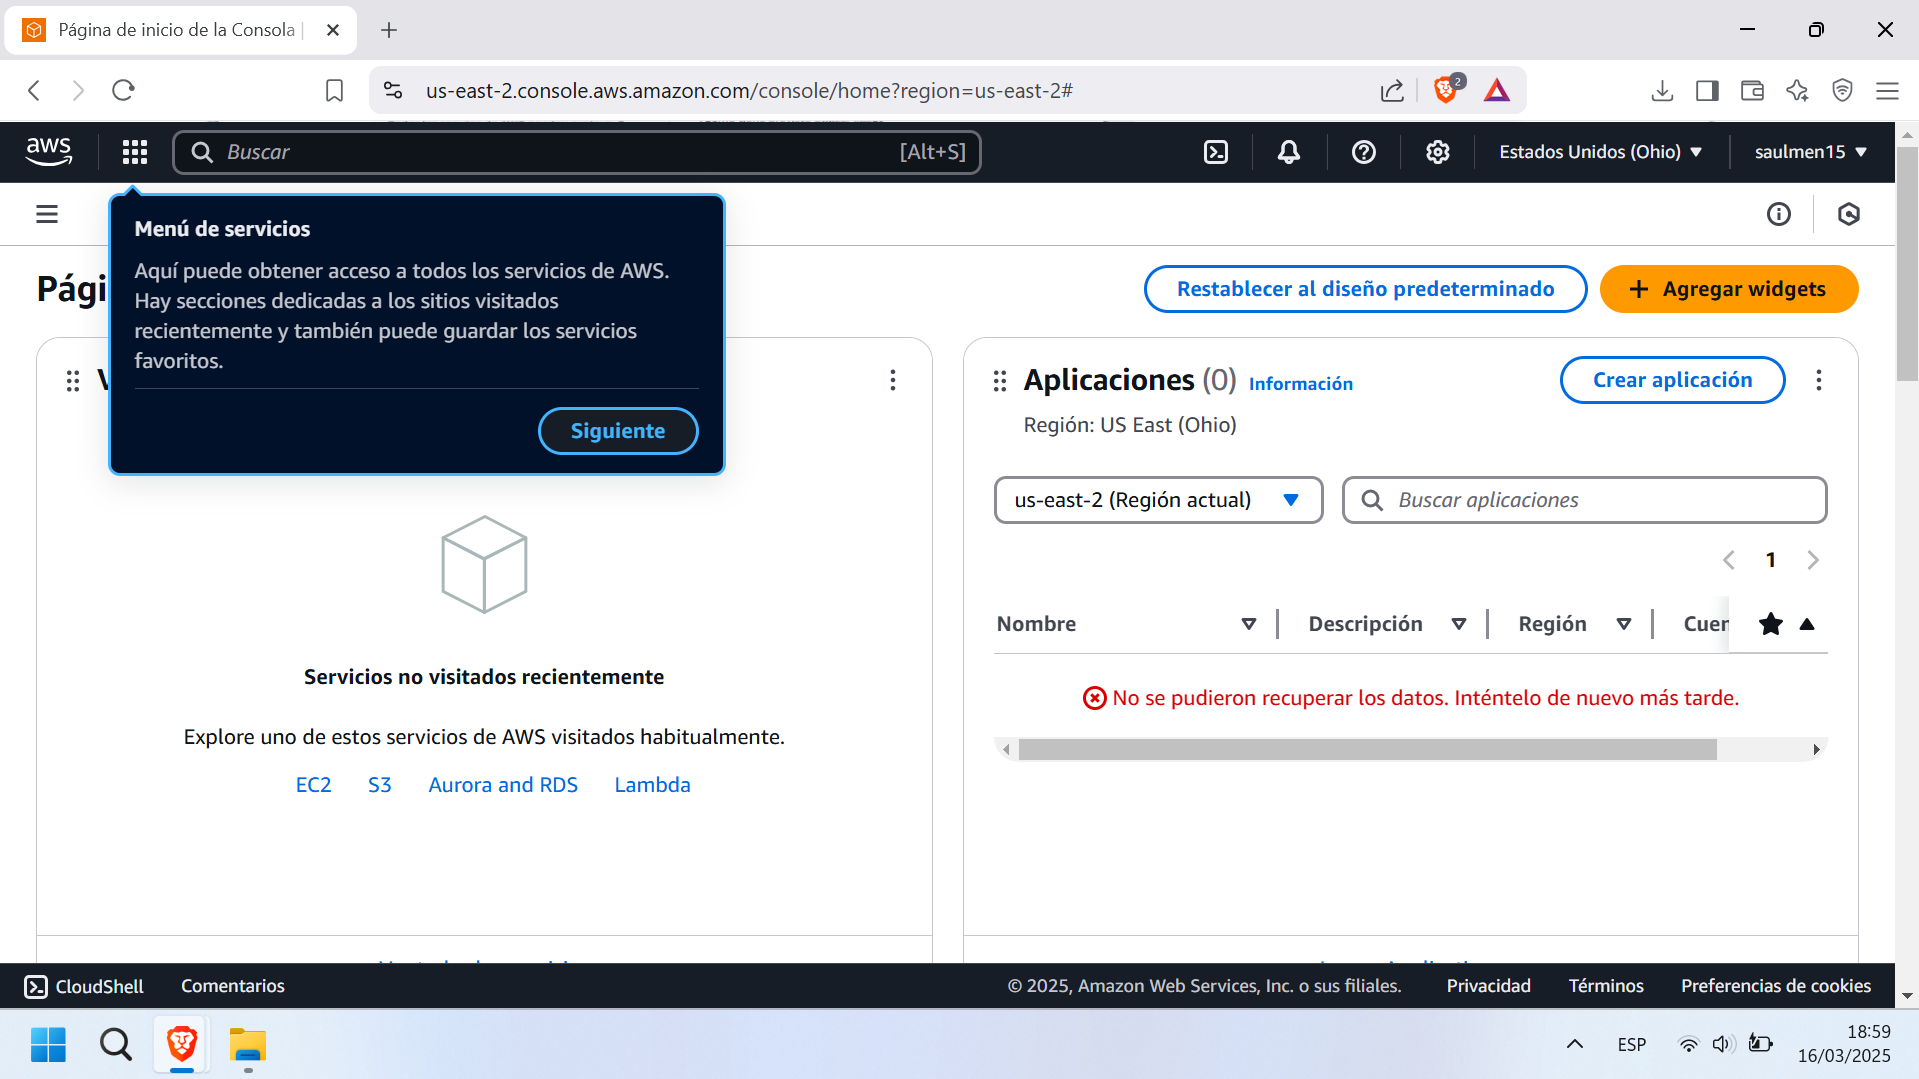 Página de inicio de la Consola
us-east-2.console.aws.amazon.com/console/home?region=us-east-2#
2
aws
Buscar
[Alt+S]
Estados Unidos (Ohio)
saulmen15
Menú de servicios
Aquí puede obtener acceso a todos los servicios de AWS.
Hay secciones dedicadas a los sitios visitados
recientemente y también puede guardar los servicios
favoritos.
Siguiente
Pági
Restablecer al diseño predeterminado
+ Agregar widgets
Aplicaciones (0) Información
Crear aplicación
Región: US East (Ohio)
us-east-2 (Región actual)
Buscar aplicaciones
1
Nombre
Descripción
Región
Cuen
No se pudieron recuperar los datos. Inténtelo de nuevo más tarde.
Servicios no visitados recientemente
Explore uno de estos servicios de AWS visitados habitualmente.
EC2 S3 Aurora and RDS Lambda
CloudShell Comentarios
© 2025, Amazon Web Services, Inc. o sus filiales. Privacidad Términos Preferencias de cookies
ESP
18:59
16/03/2025